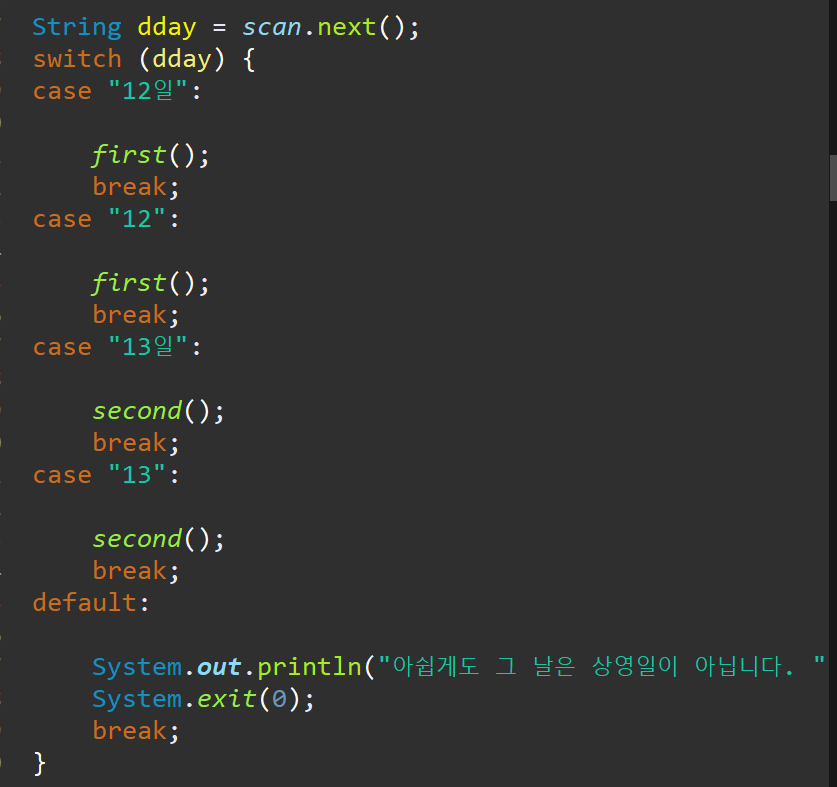 String dday = scan.next();
switch (dday) {
case "12일":
first();
break;
case "12":
first();
break;
case "13일":
second();
break;
case "13":
second();
break;
default:
System.out.println("아쉽게도 그 날은 상영일이 아닙니다. "
System.exit(0);
break;
}